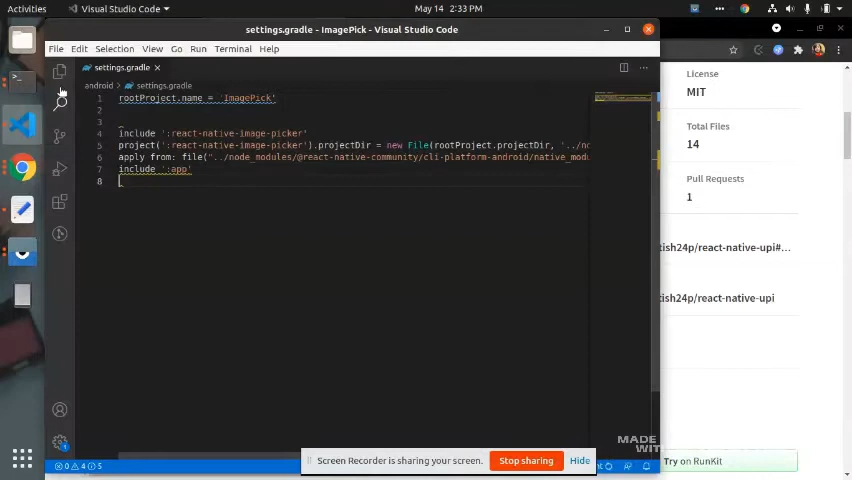 Activities
Visual Studio Code
May 14 2:33 PM
settings.gradle - ImagePick - Visual Studio Code
File Edit Selection View Go Run Terminal Help
settings.gradle
android › settings.gradle
1 rootProject.name = 'ImagePick'
2
4 include ':react-native-image-picker'
5 project(':react-native-image-picker').projectDir = new File(rootProject.projectDir, '../no
6 apply from: file("../node_modules/@react-native-community/cli-platform-android/native_modu
7 include ':app'
8
License
MIT
Total Files
14
Pull Requests
1
tish24p/react-native-upi#...
tish24p/react-native-upi
MADE
WIT
Screen Recorder is sharing your screen.
Stop sharing
Hide
Try on RunKit
0 4 5